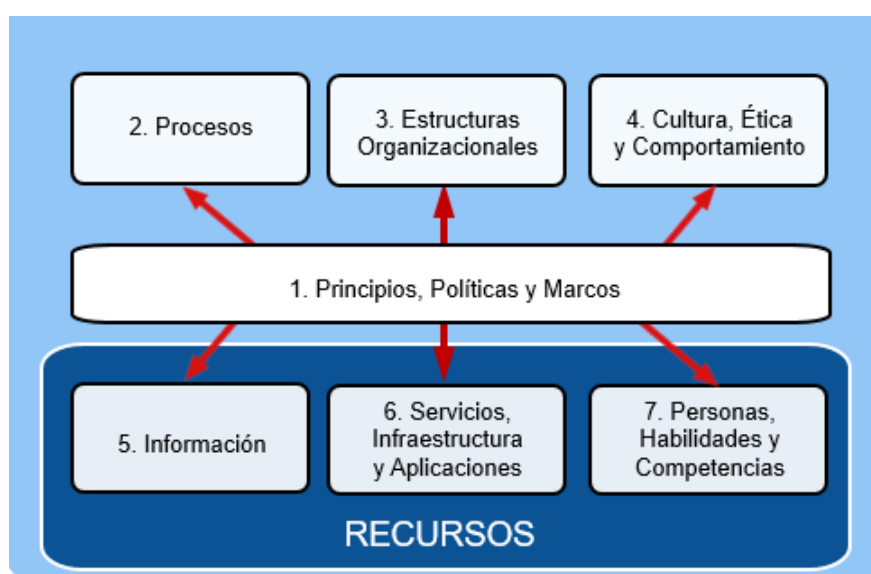 2. Procesos
3. Estructuras
Organizacionales
4. Cultura, Ética
y Comportamiento
1. Principios, Políticas y Marcos
5. Información
6. Servicios,
Infraestructura
y Aplicaciones
7. Personas,
Habilidades y
Competencias
RECURSOS